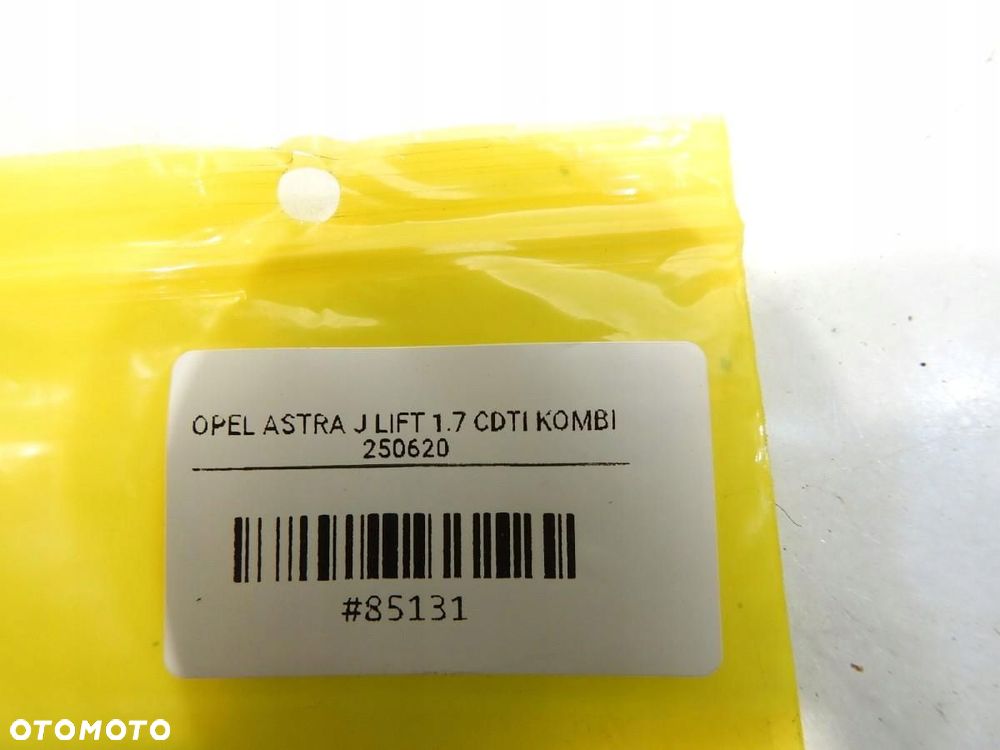 OPEL ASTRA J LIFT 1.7 CDTI KOMBI
250620
#85131
OTOMOTO